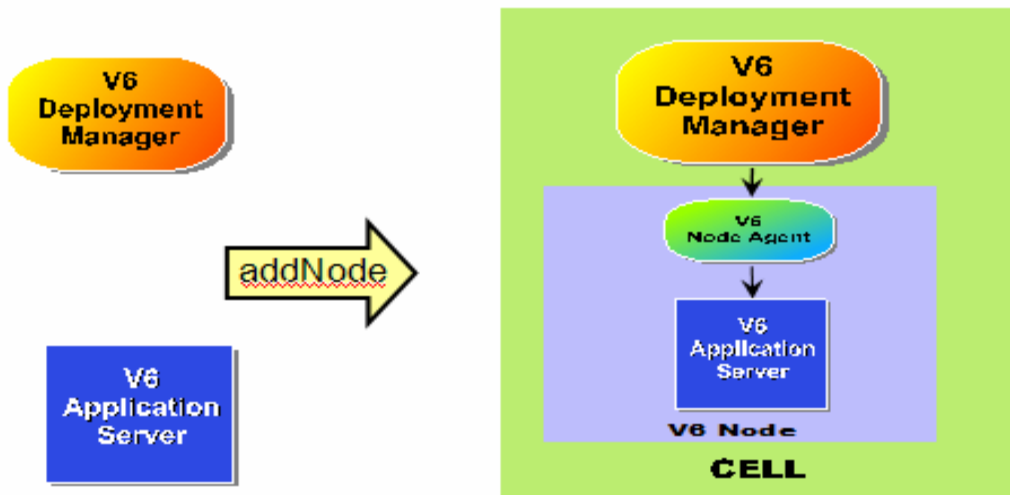 V6
Deployment
Manager
addNode
V6
Application
Server
V6
Deployment
Manager
V6
Node Agent
V6
Application
Server
V6 Node
CELL